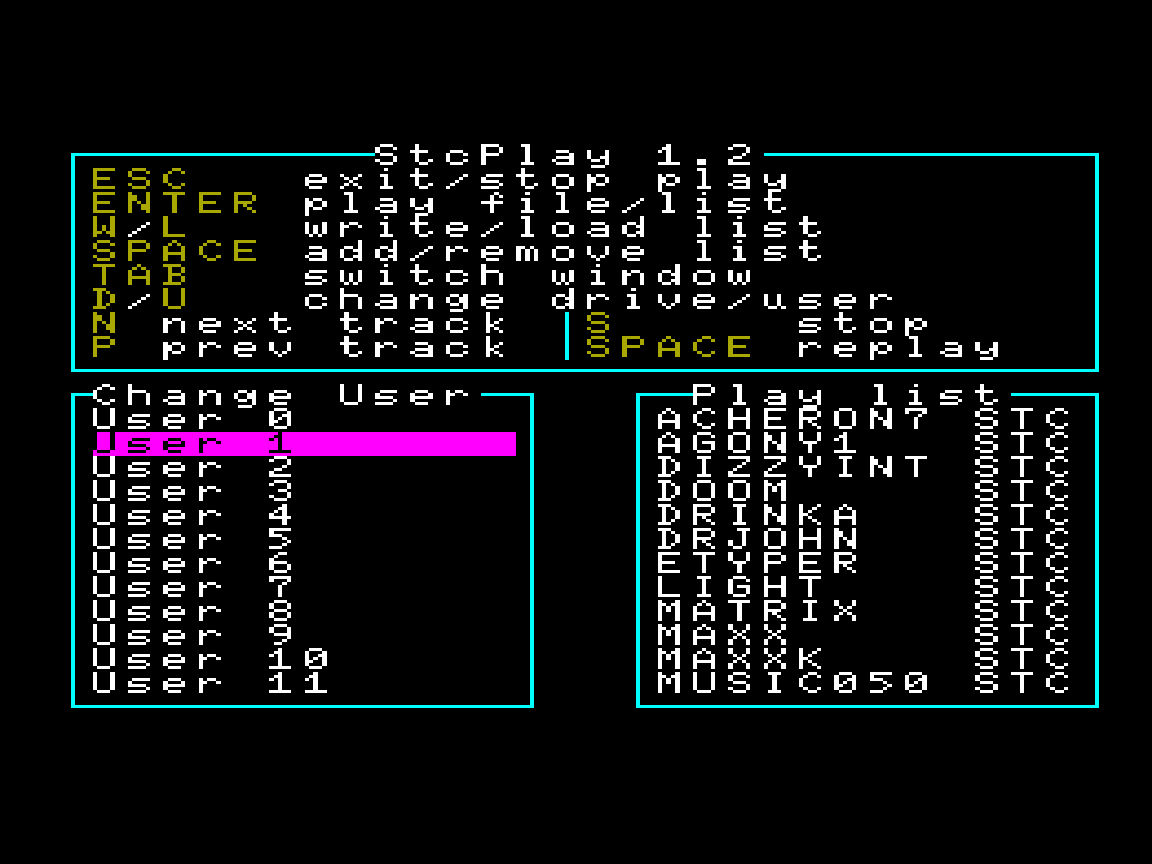 StcPlay 1.2
ESC exit/stop play
ENTER play file/list
W/L write/load list
SPACE add/remove list
TAB switch window
D/U change drive/user
N next track S stop
P prev track SPACE replay
Change User
User 0
User 1
User 2
User 3
User 4
User 5
User 6
User 7
User 8
User 9
User 10
User 11
Play list
ACHERON7 STC
AGONY1 STC
DIZZYINT STC
DOOM STC
DRINKA STC
DRJOHN STC
ETYPER STC
LIGHT STC
MATRIX STC
MAXX STC
MAXXK STC
MUSIC050 STC